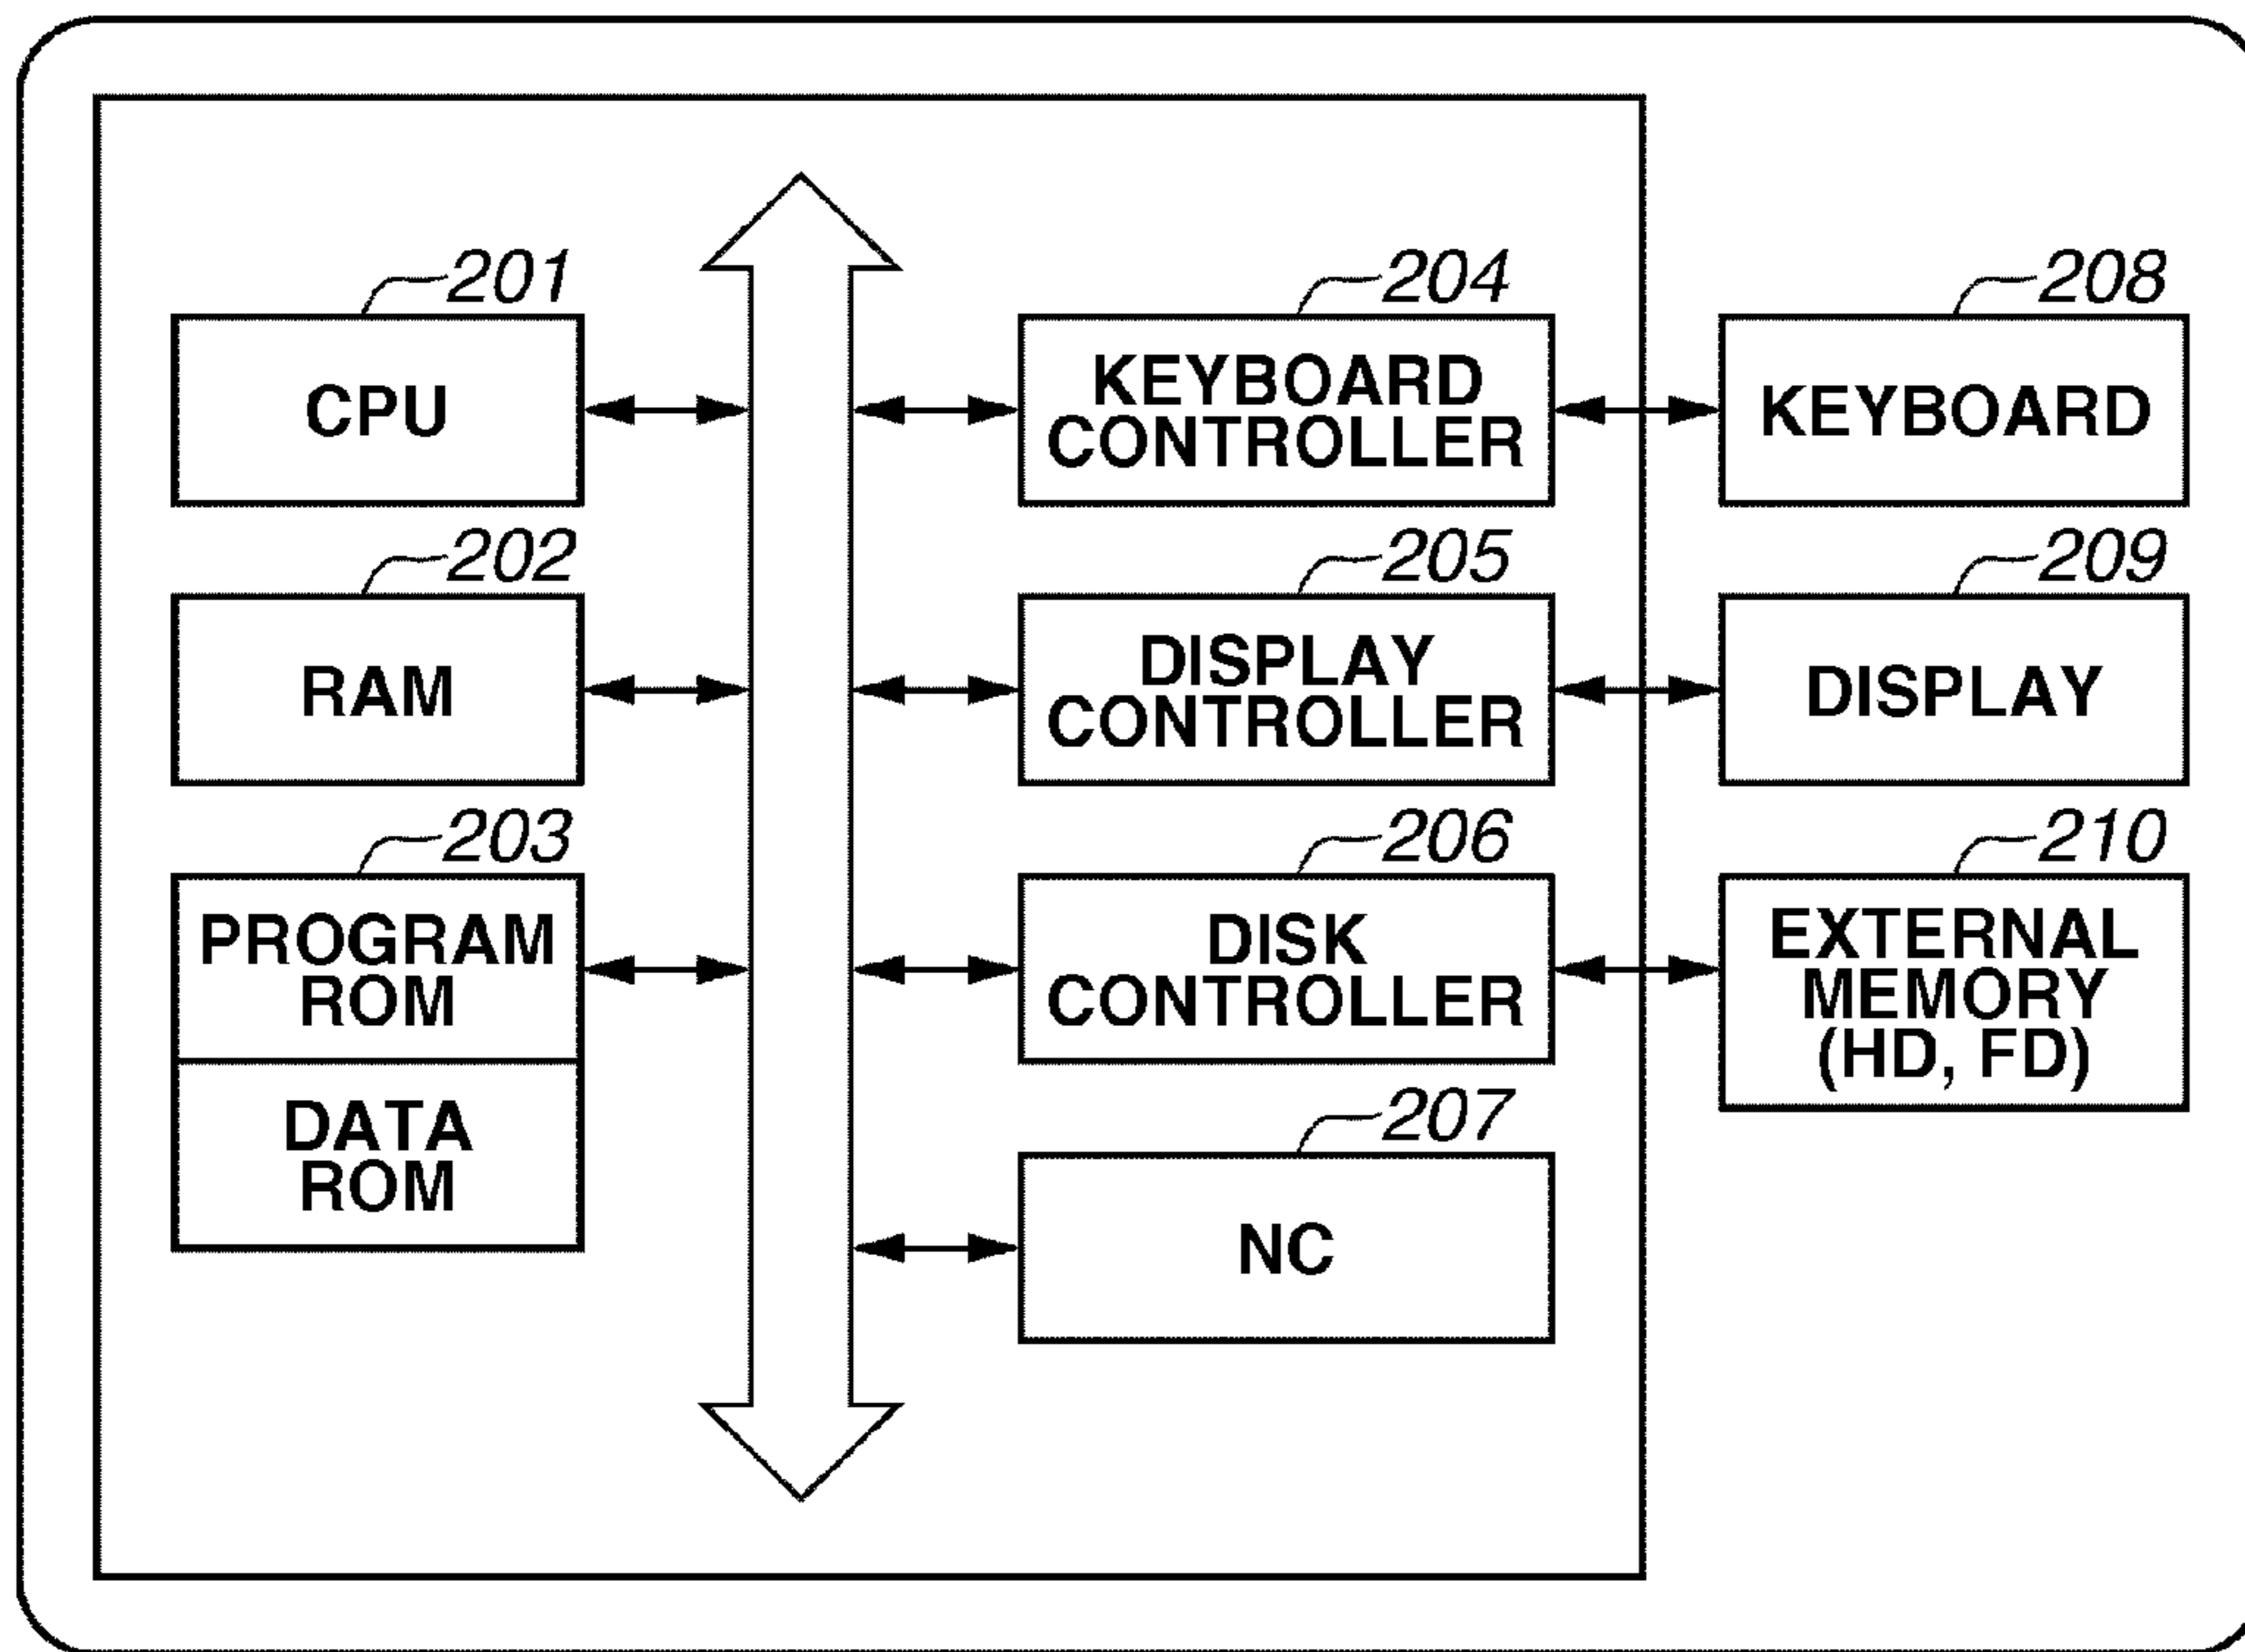 201
CPU
202
RAM
203
PROGRAM
ROM
DATA
ROM
204
KEYBOARD
CONTROLLER
205
DISPLAY
CONTROLLER
206
DISK
CONTROLLER
207
NC
208
KEYBOARD
209
DISPLAY
210
EXTERNAL
MEMORY
(HD, FD)